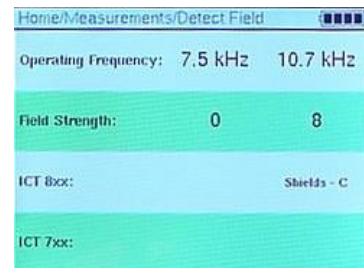 Home/Measurements/Detect Field
Operating Frequency: 7.5 kHz 10.7 kHz
Field Strength: 0 8
ICT 8xx: Shields - C
ICT 7xx: